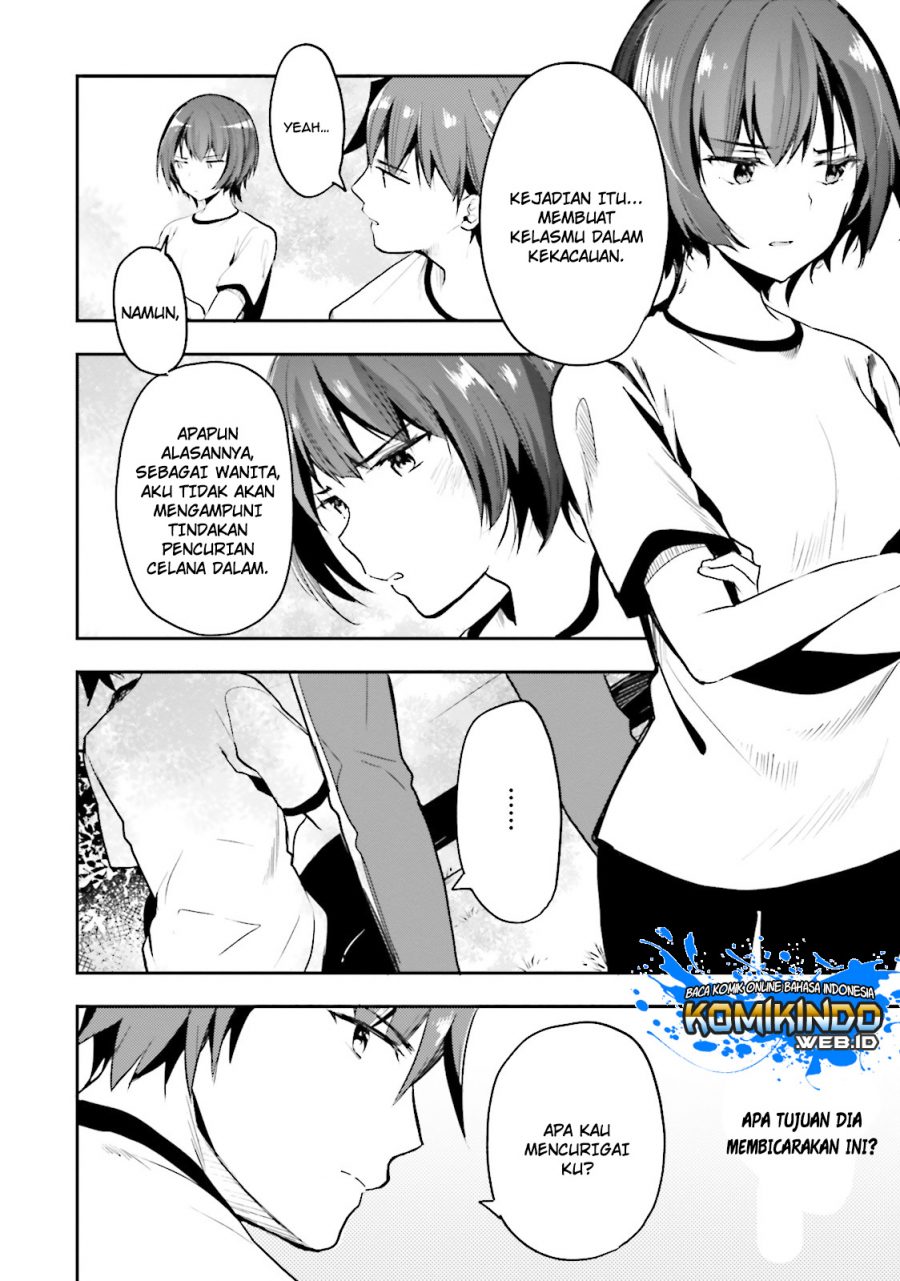 KEJADIAN ITU...
MEMBUAT
KELASMU DALAM
KEKACAUAN.
YEAH...
NAMUN,
APAPUN
ALASANNYA,
SEBAGAI WANITA,
AKU TIDAK AKAN
MENGAMPUNI
TINDAKAN
PENCURIAN
CELANA DALAM.
......
BACA KOMIK ONLINE BAHASA INDONESIA
KOMIKINDO
.WEB.ID
APA TUJUAN DIA
MEMBICARAKAN INI?
APA KAU
MENCURIGAI
KU?